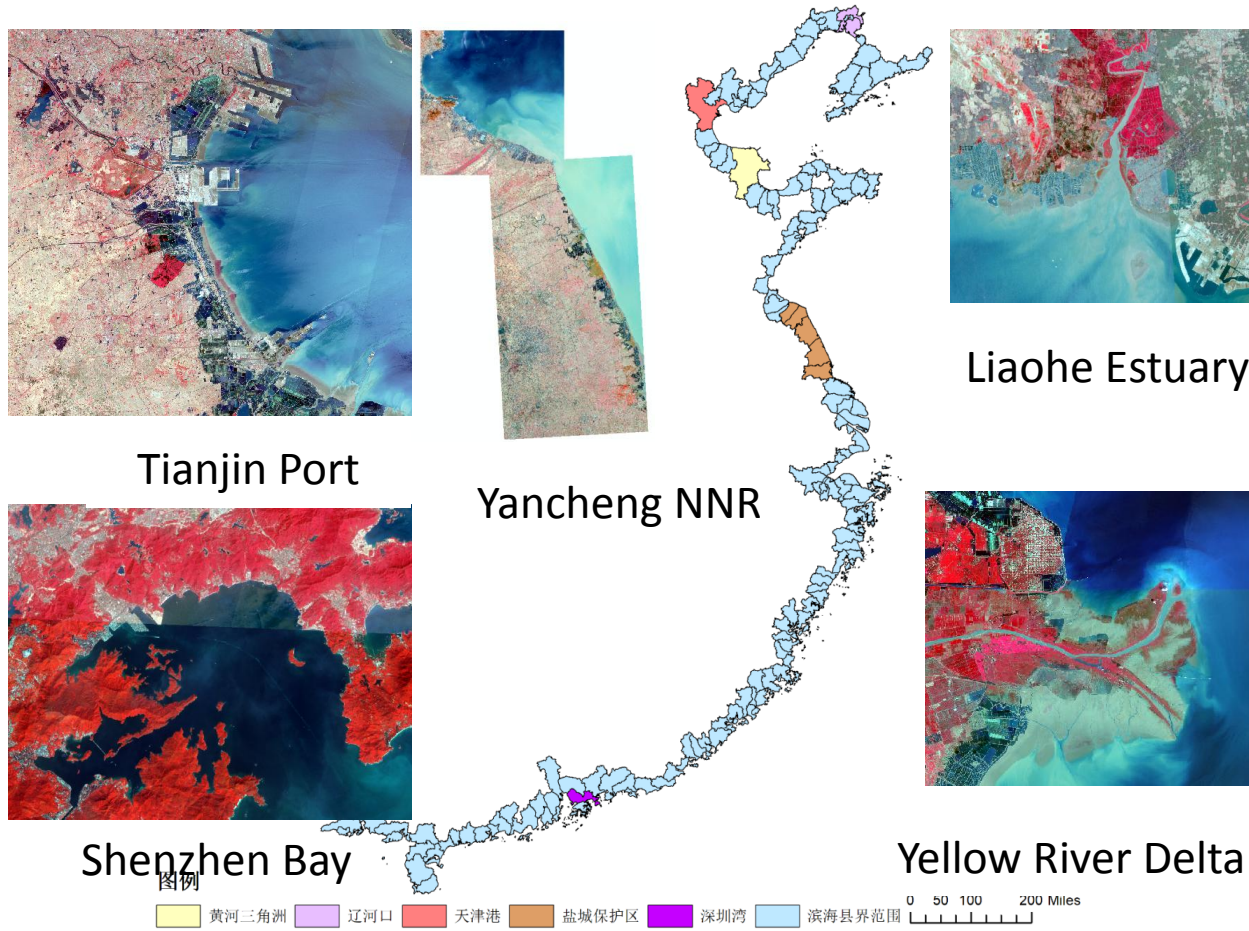 Tianjin Port
Yancheng NNR
Liaohe Estuary
Shenzhen Bay
Yellow River Delta
图例
黄河三角洲
辽河口
天津港
盐城保护区
深圳湾
滨海县界范围
0 50 100 200 Miles